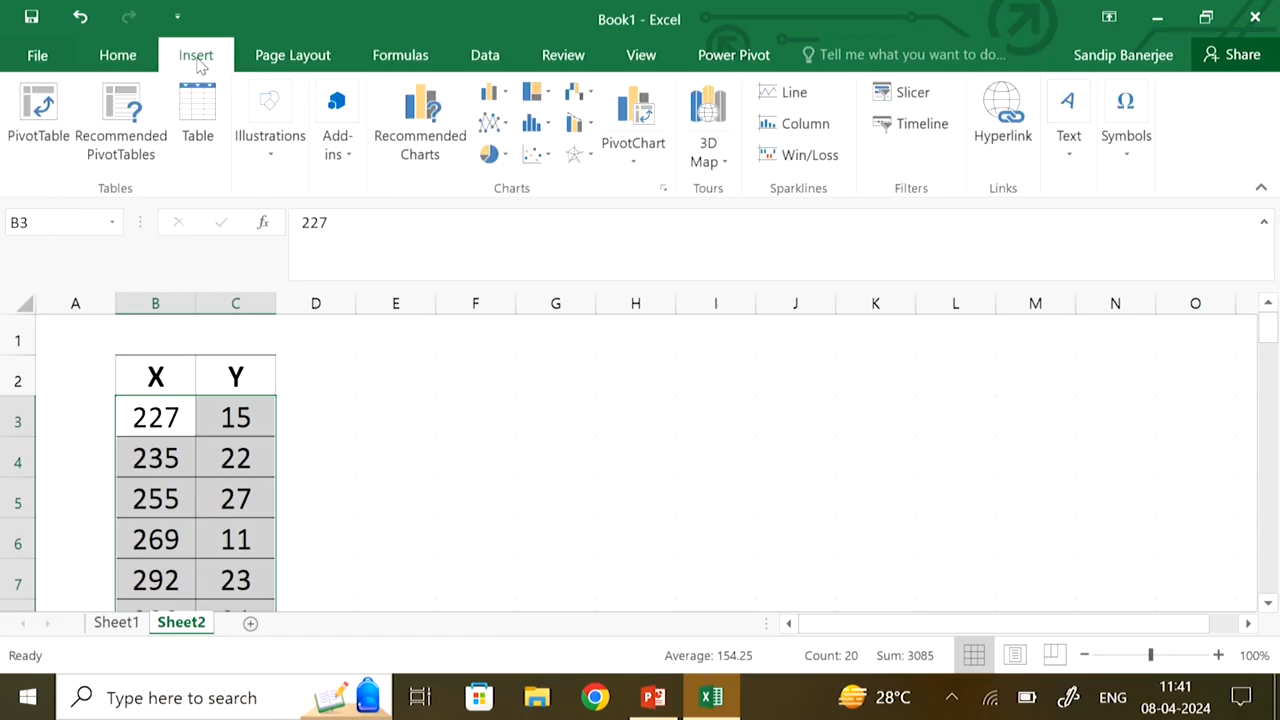 Book1 - Excel
File Home Insert Page Layout Formulas Data Review View Power Pivot Tell me what you want to do... Sandip Banerjee Share
PivotTable Recommended PivotTables Table Illustrations Add-ins Recommended Charts PivotChart 3D Map Line Column Win/Loss Slicer Timeline Hyperlink Text Symbols
Tables Charts Tours Sparklines Filters Links
B3 fx 227
A B C D E F G H I J K L M N O
1
2 X Y
3 227 15
4 235 22
5 255 27
6 269 11
7 292 23
Sheet1 Sheet2
Ready Average: 154.25 Count: 20 Sum: 3085 100%
Type here to search 28°C ENG 11:41
08-04-2024